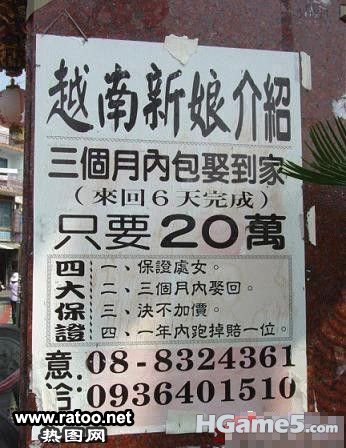 越南新娘介紹
三個月內包娶到家
(來回6天完成)
只要20萬
四大保證
一、保證處女。
二、三個月內娶回。
三、決不加價。
四、一年內跑掉賠一位。
意洽
08-8324361
0936401510
www.ratoo.net
热图网
HGame5.com